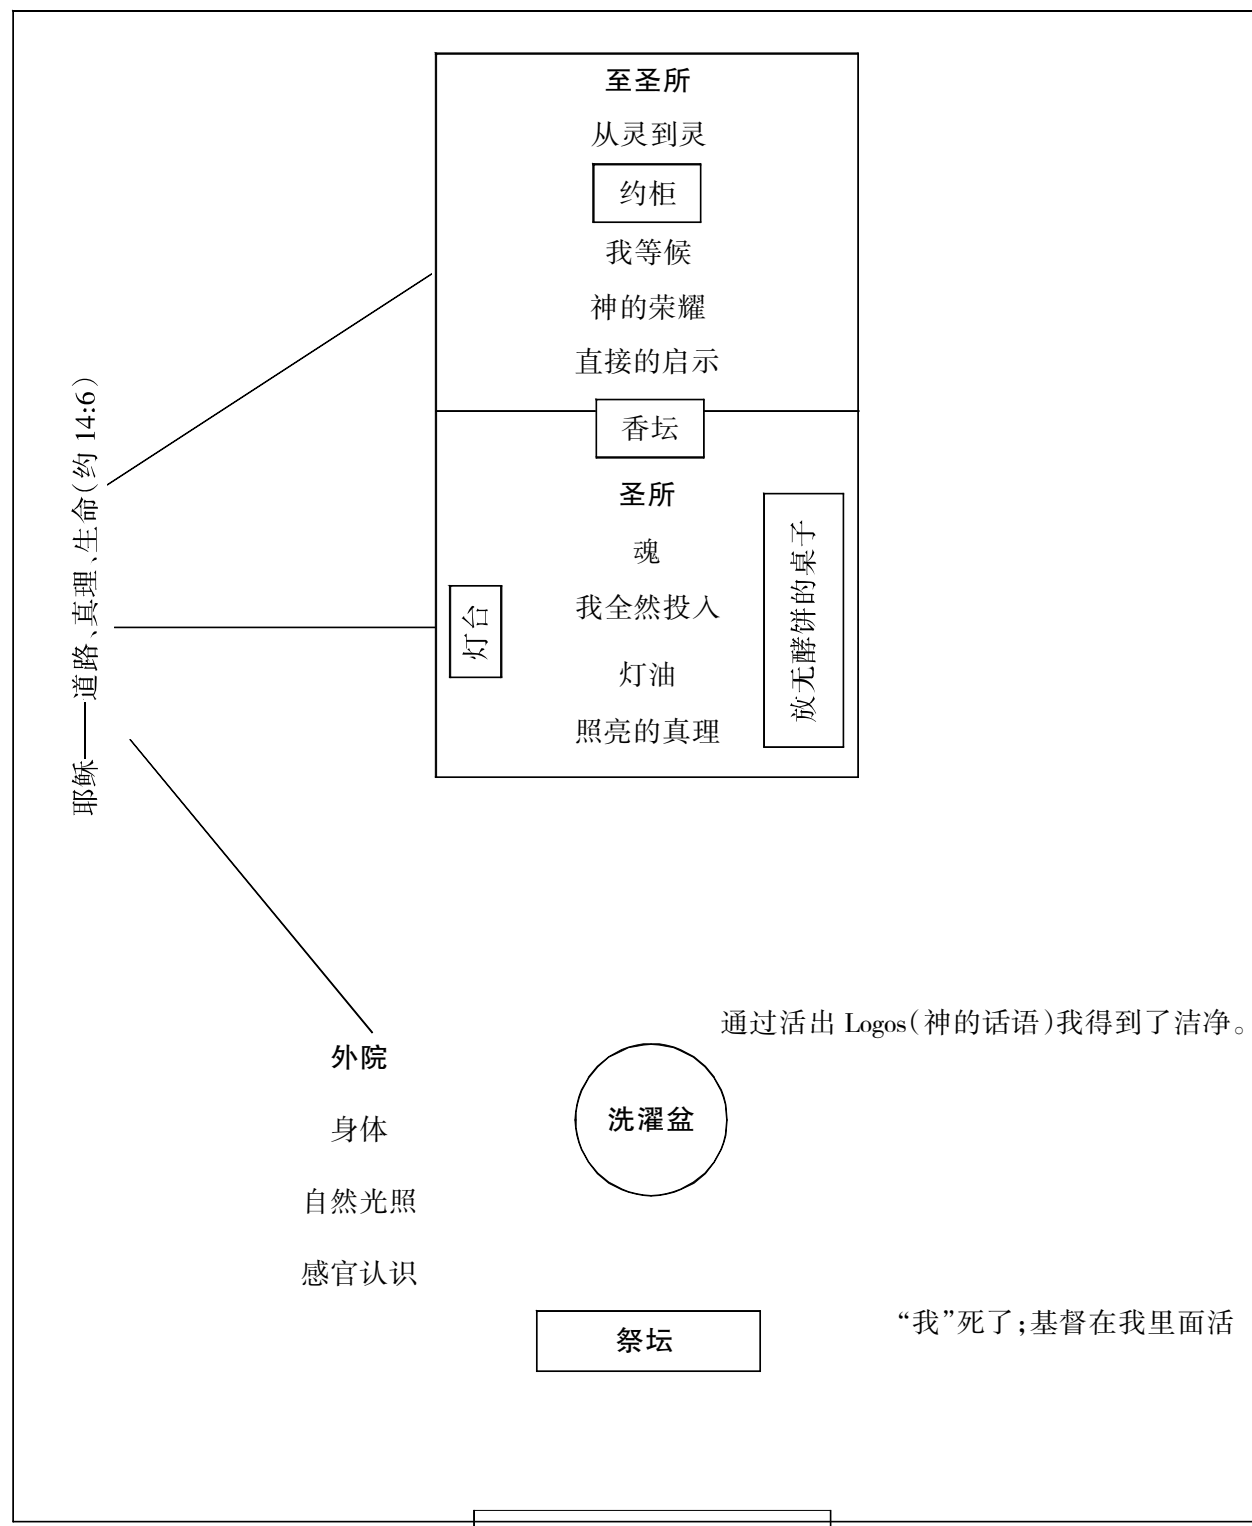 至圣所
从灵到灵
约柜
我等候
神的荣耀
直接的启示
香坛
圣所
魂
我全然投入
灯油
照亮的真理
灯台
放无酵饼的桌子
耶稣——道路、真理、生命(约 14:6)
通过活出 Logos(神的话语)我得到了洁净。
外院
身体
自然光照
感官认识
洗濯盆
“我”死了;基督在我里面活
祭坛